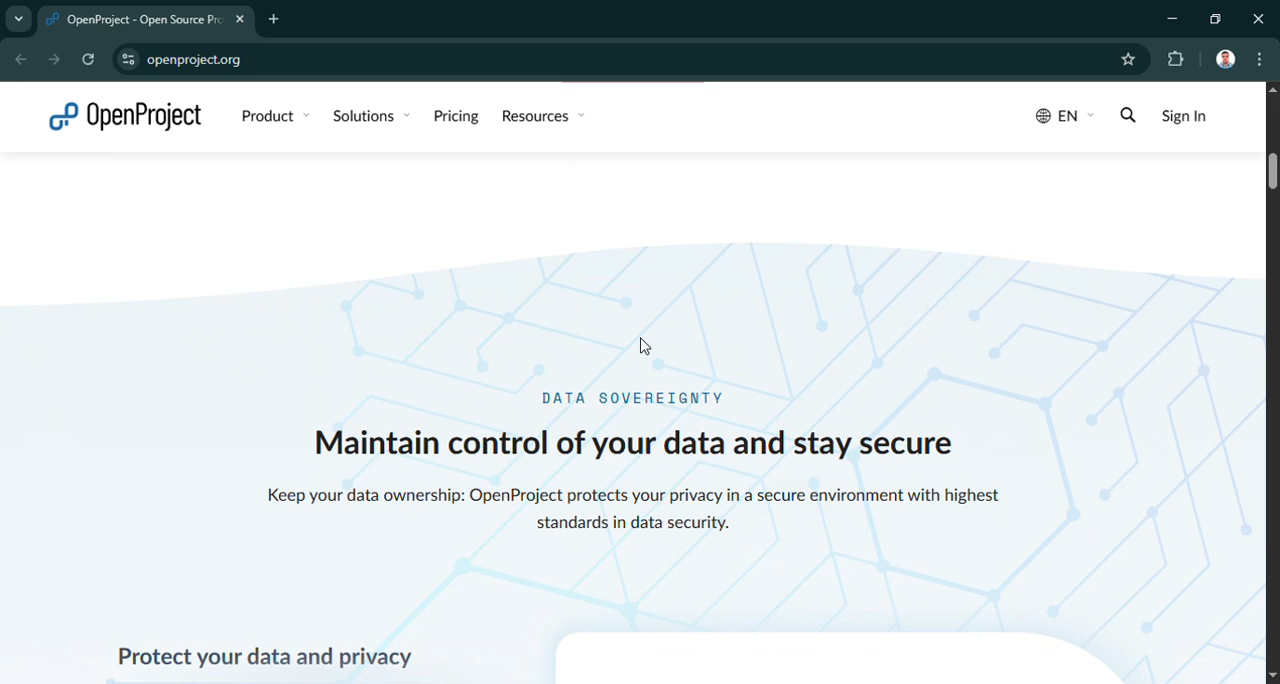 OpenProject - Open Source Pro
openproject.org
OpenProject
Product
Solutions
Pricing
Resources
EN
Sign In
DATA SOVEREIGNTY
Maintain control of your data and stay secure
Keep your data ownership: OpenProject protects your privacy in a secure environment with highest
standards in data security.
Protect your data and privacy